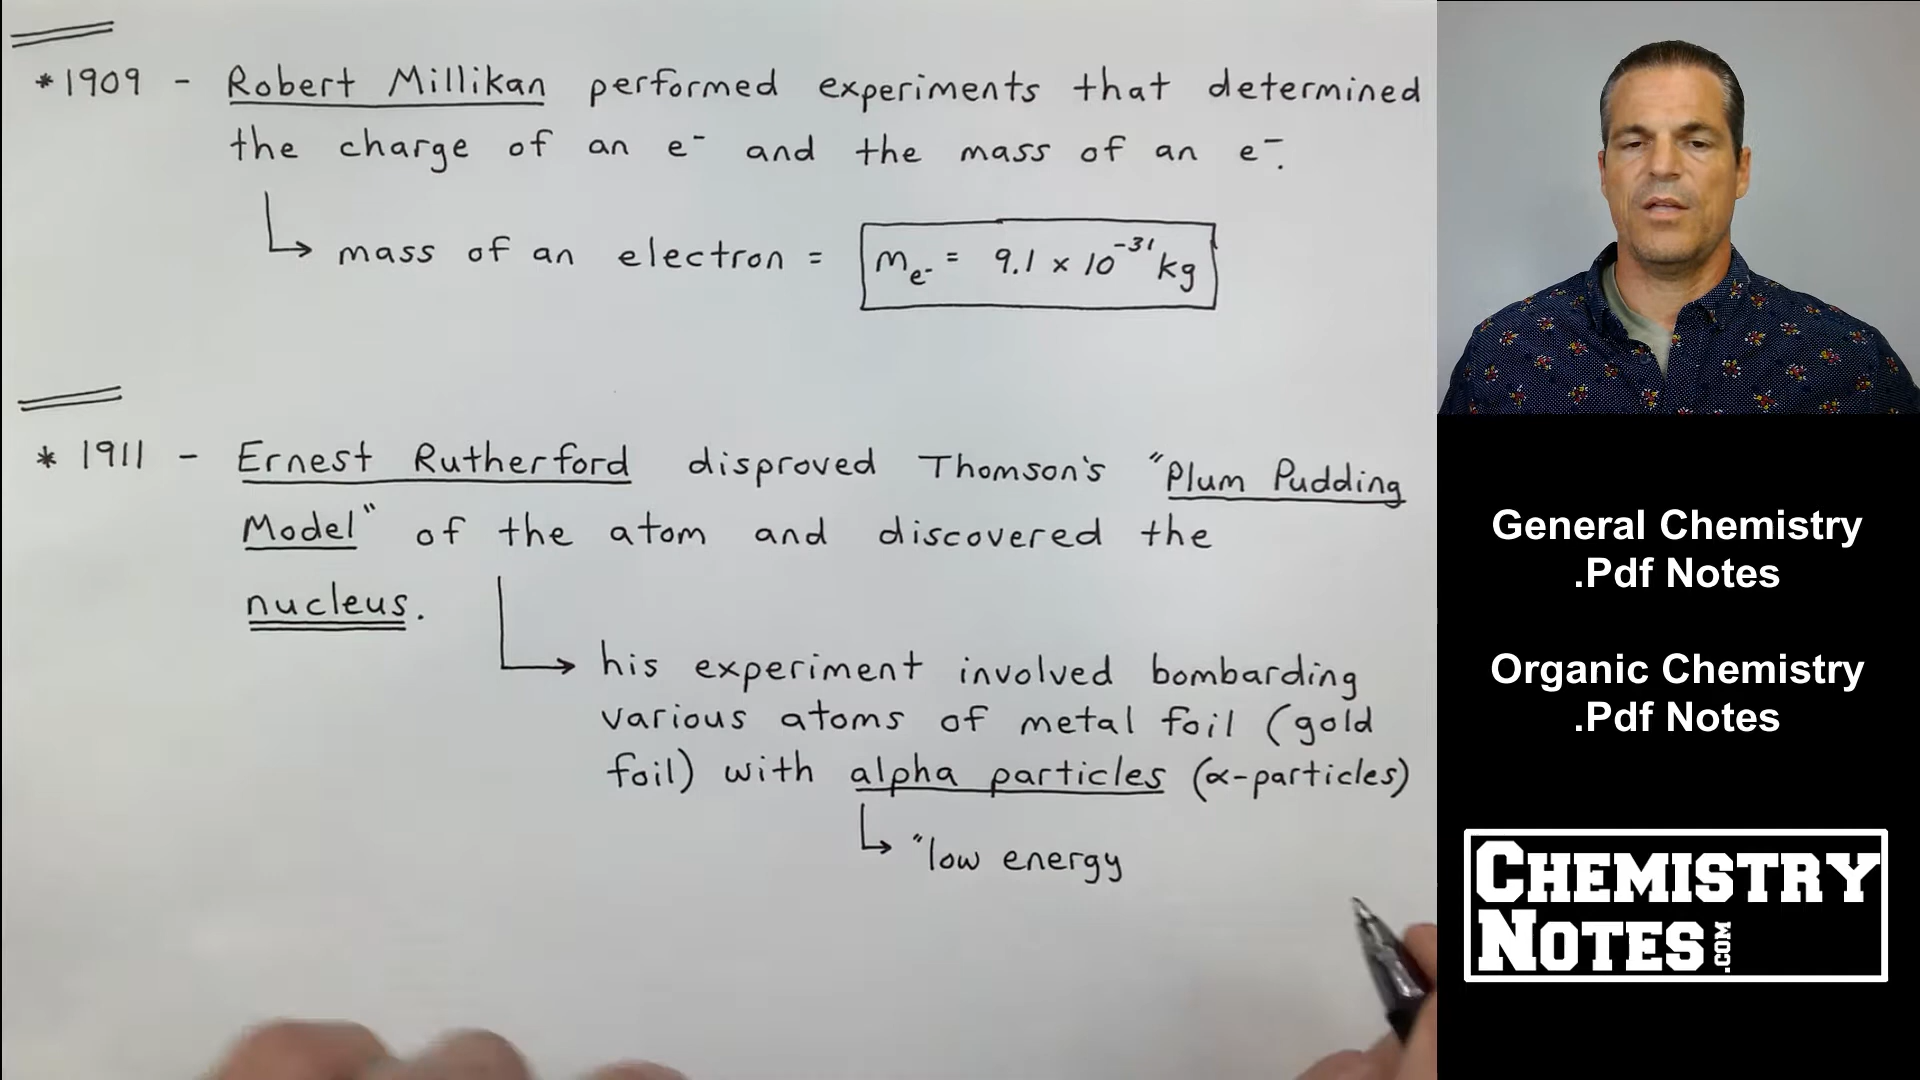 *1909 - Robert Millikan performed experiments that determined
the charge of an e⁻ and the mass of an e⁻.
↳ mass of an electron = mₑ₋ = 9.1 x 10⁻³¹ kg
* 1911 - Ernest Rutherford disproved Thomson's "Plum Pudding
Model" of the atom and discovered the
nucleus.
↳ his experiment involved bombarding
various atoms of metal foil (gold
foil) with alpha particles (α-particles)
↳ "low energy
General Chemistry
.Pdf Notes
Organic Chemistry
.Pdf Notes
CHEMISTRY
NOTES.COM